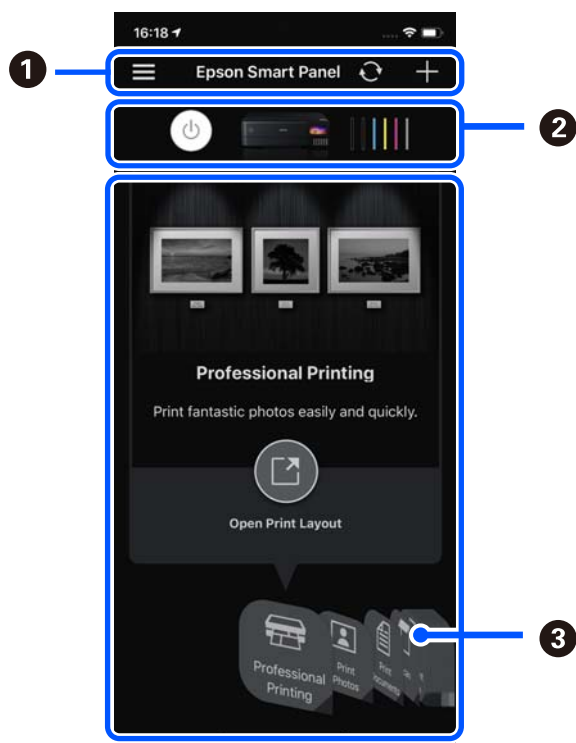 16:18
1
Epson Smart Panel
2
Professional Printing
Print fantastic photos easily and quickly.
Open Print Layout
3
Professional
Printing
Print
Photos
Print